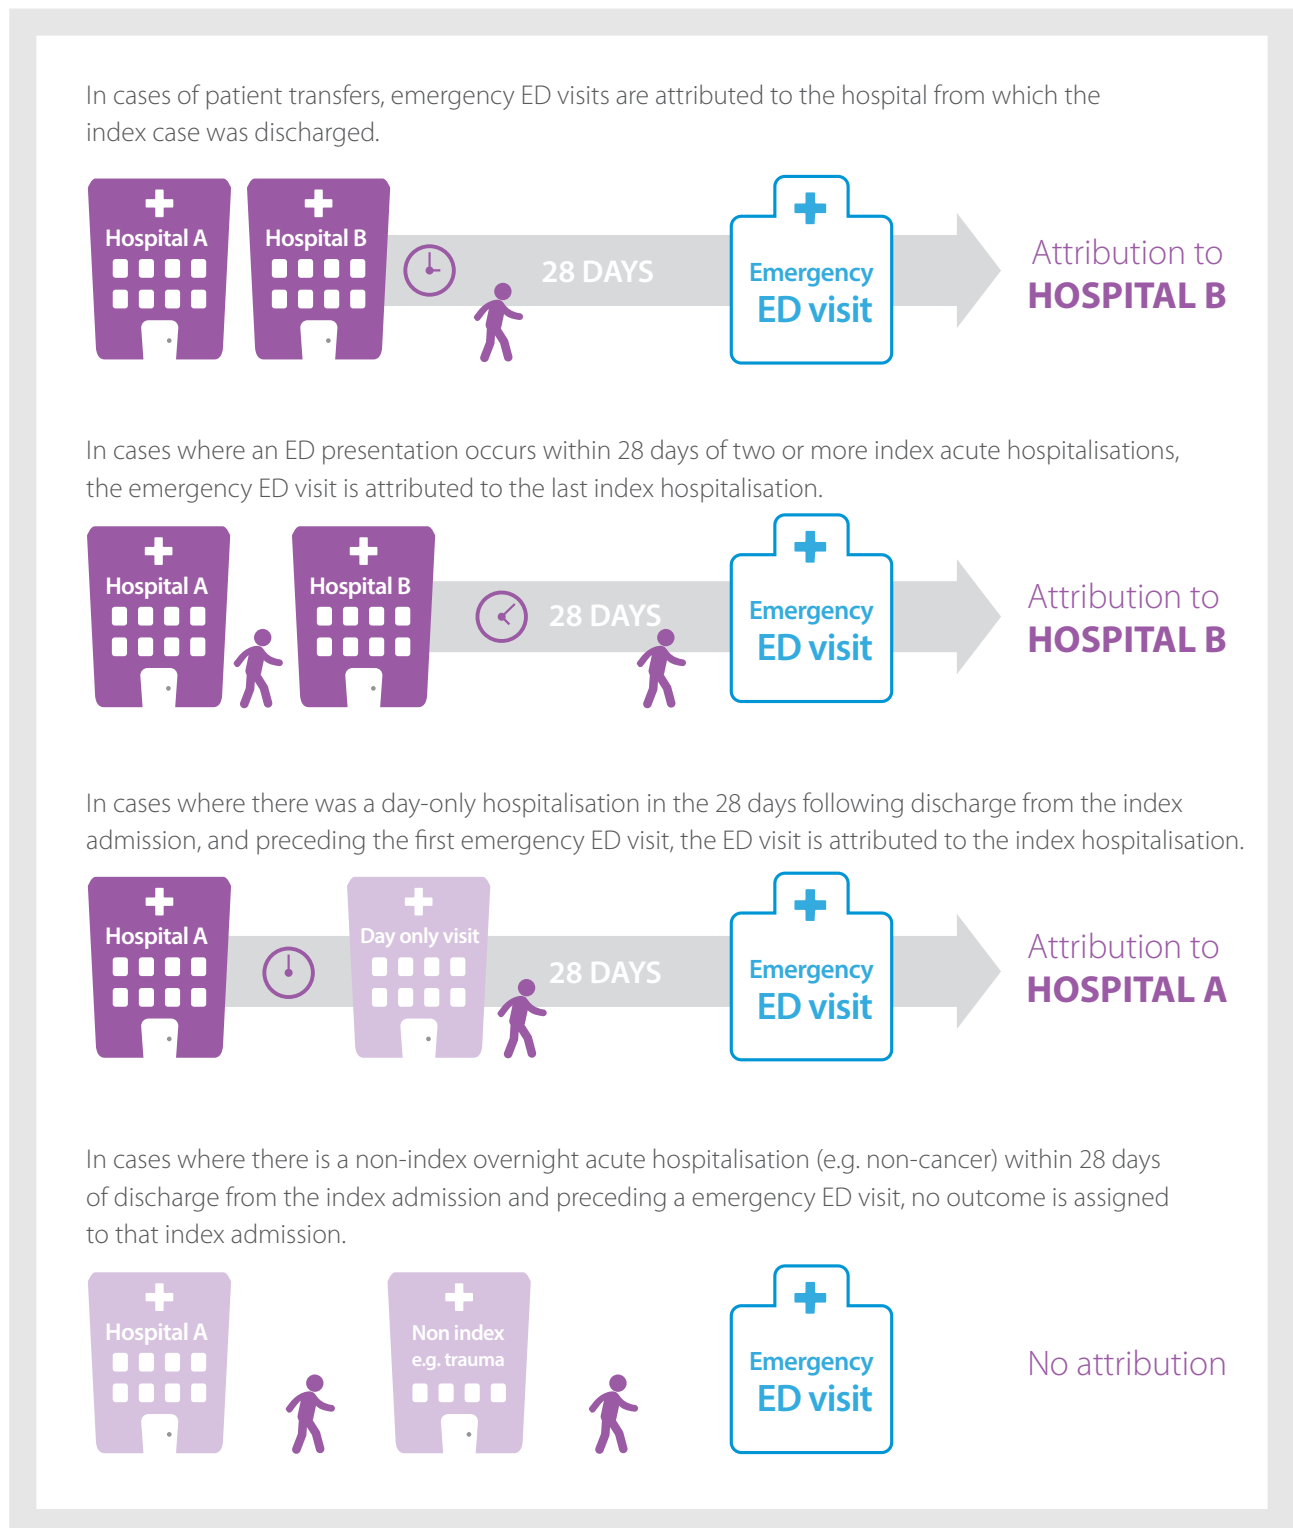 In cases of patient transfers, emergency ED visits are attributed to the hospital from which the
index case was discharged.
Hospital A
Hospital B
28 DAYS
Emergency
ED visit
Attribution to
HOSPITAL B
In cases where an ED presentation occurs within 28 days of two or more index acute hospitalisations,
the emergency ED visit is attributed to the last index hospitalisation.
Hospital A
Hospital B
28 DAYS
Emergency
ED visit
Attribution to
HOSPITAL B
In cases where there was a day-only hospitalisation in the 28 days following discharge from the index
admission, and preceding the first emergency ED visit, the ED visit is attributed to the index hospitalisation.
Hospital A
Day only visit
28 DAYS
Emergency
ED visit
Attribution to
HOSPITAL A
In cases where there is a non-index overnight acute hospitalisation (e.g. non-cancer) within 28 days
of discharge from the index admission and preceding a emergency ED visit, no outcome is assigned
to that index admission.
Hospital A
Non index
e.g. trauma
Emergency
ED visit
No attribution